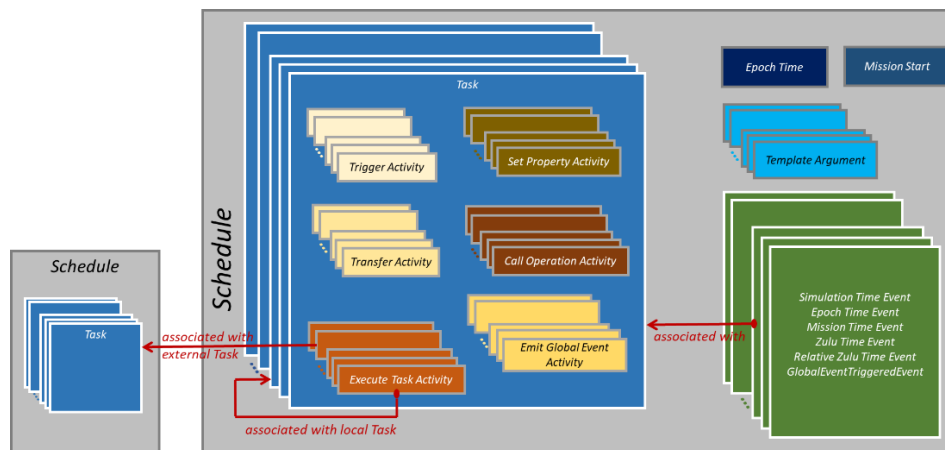 Schedule
Task
associated with
external Task
Schedule
Task
Trigger Activity
Set Property Activity
Transfer Activity
Call Operation Activity
Execute Task Activity
Emit Global Event
Activity
associated with local Task
associated with
Epoch Time
Mission Start
Template Argument
Simulation Time Event
Epoch Time Event
Mission Time Event
Zulu Time Event
Relative Zulu Time Event
GlobalEventTriggeredEvent